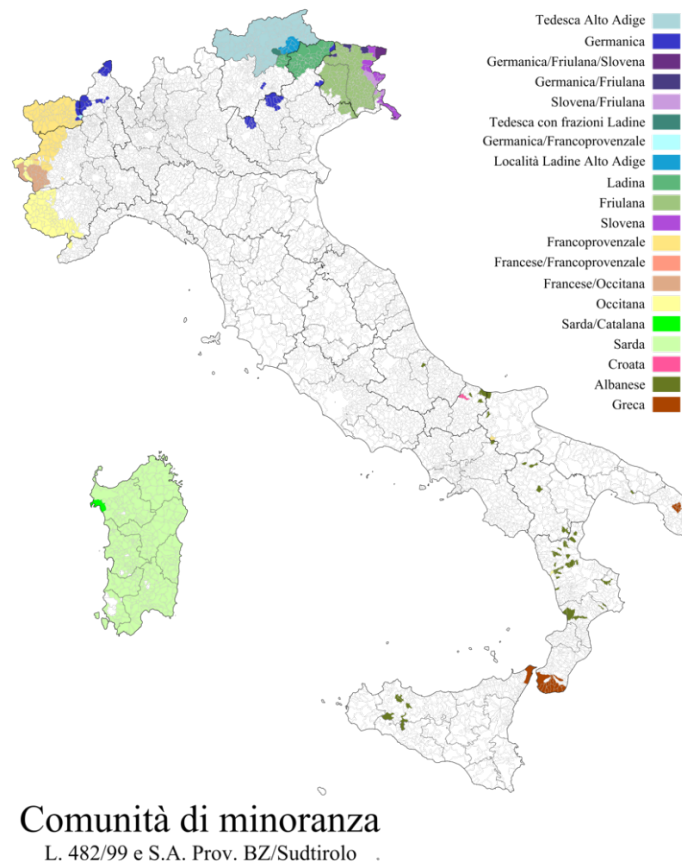 Tedesca Alto Adige
Germanica
Germanica/Friulana/Slovena
Germanica/Friulana
Slovena/Friulana
Tedesca con frazioni Ladine
Germanica/Francoprovenzale
Località Ladine Alto Adige
Ladina
Friulana
Slovena
Francoprovenzale
Francese/Francoprovenzale
Francese/Occitana
Occitana
Sarda/Catalana
Sarda
Croata
Albanese
Greca
Comunità di minoranza
L. 482/99 e S.A. Prov. BZ/Sudtirolo .